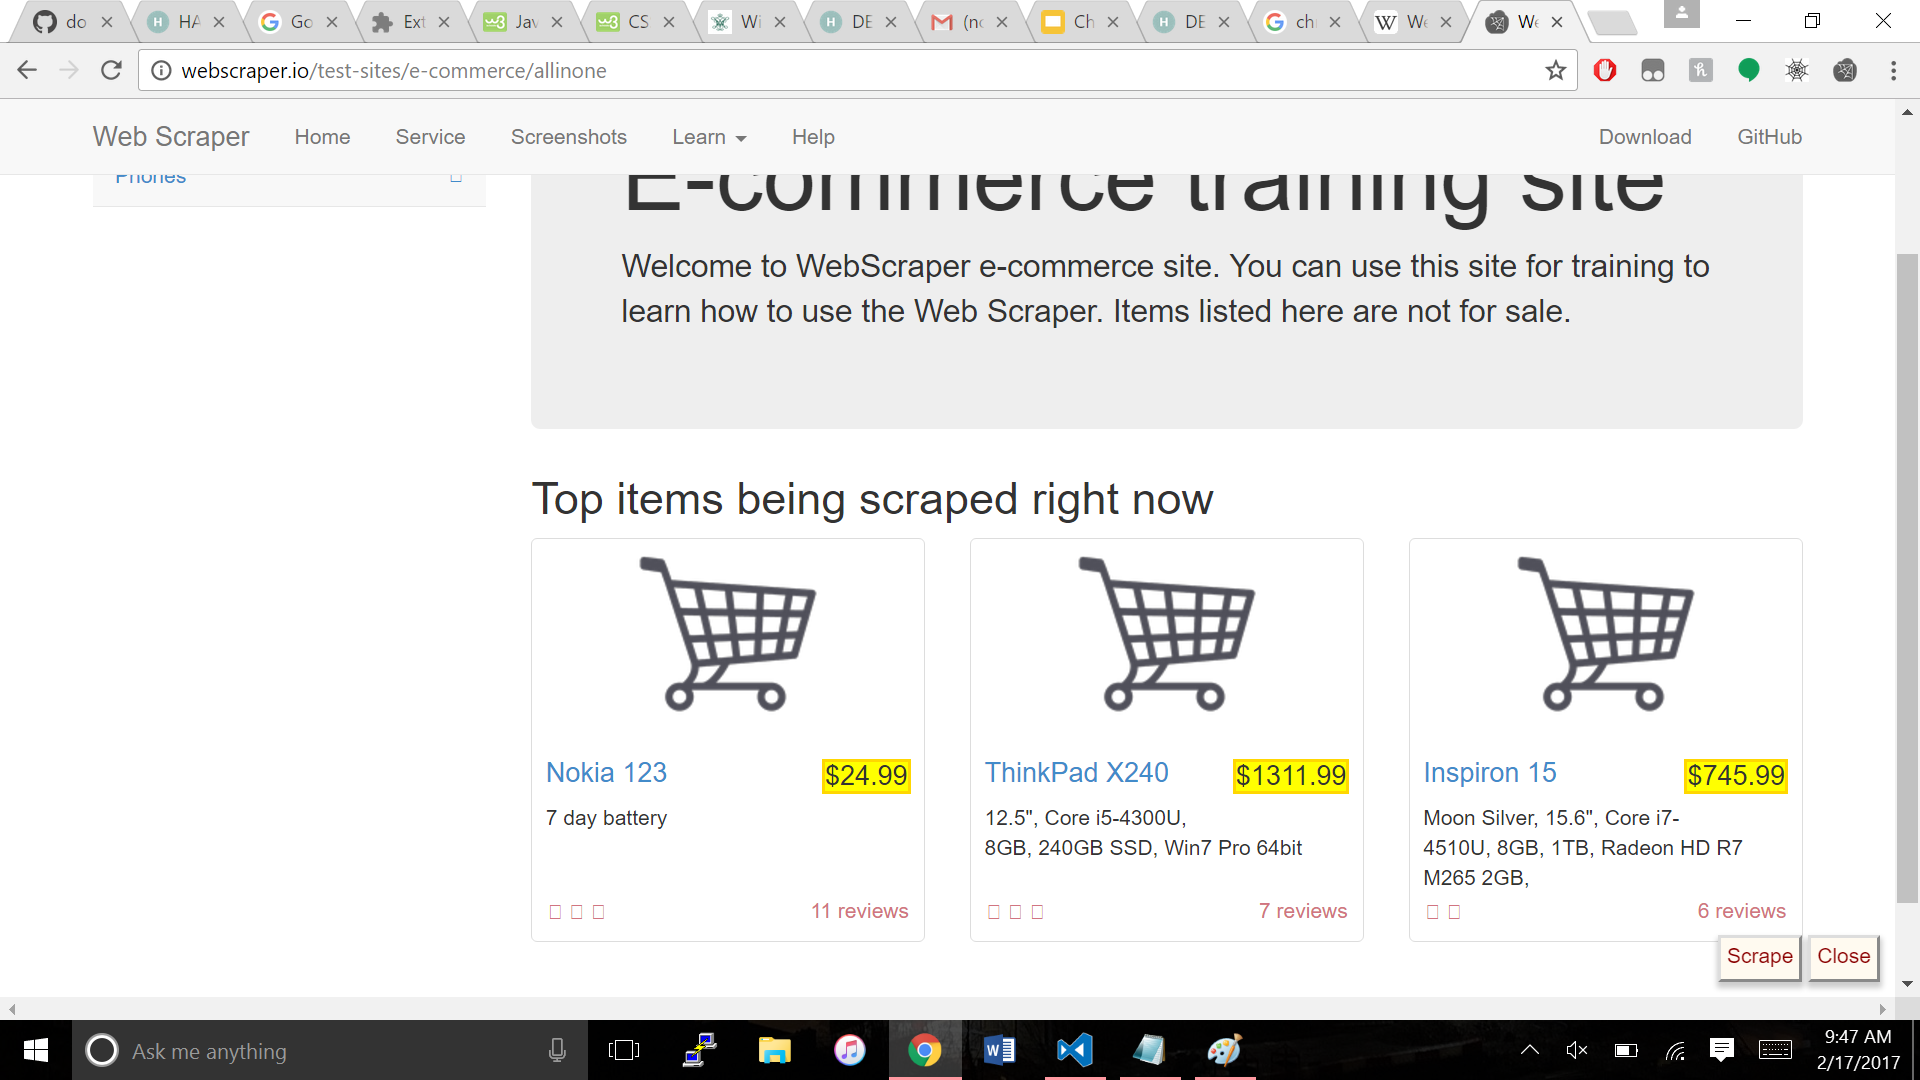 do
HA
Go
Ext
Jav
CS
Wi
DE
(no
Ch
DE
ch
We
We
webscraper.io/test-sites/e-commerce/allinone
Web Scraper Home Service Screenshots Learn Help Download GitHub
Phones
E-commerce training site
Welcome to WebScraper e-commerce site. You can use this site for training to
learn how to use the Web Scraper. Items listed here are not for sale.
Top items being scraped right now
Nokia 123 $24.99
7 day battery
11 reviews
ThinkPad X240 $1311.99
12.5", Core i5-4300U,
8GB, 240GB SSD, Win7 Pro 64bit
7 reviews
Inspiron 15 $745.99
Moon Silver, 15.6", Core i7-
4510U, 8GB, 1TB, Radeon HD R7
M265 2GB,
6 reviews
Scrape Close
Ask me anything
9:47 AM
2/17/2017